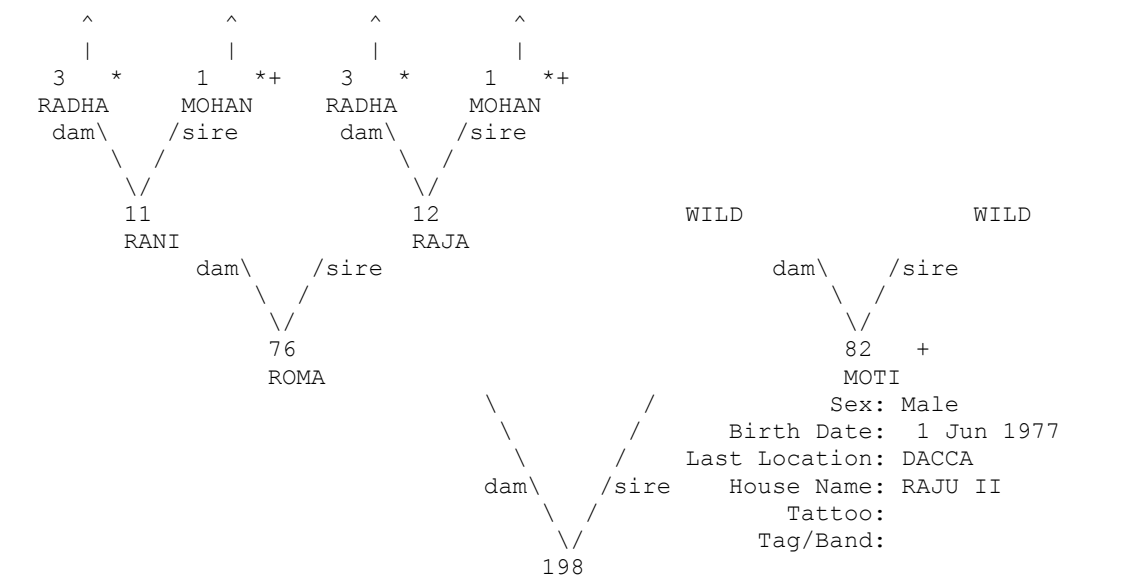 ^ ^ ^ ^
| | | |
3 * 1 *+ 3 * 1 *+
RADHA MOHAN RADHA MOHAN
dam\ /sire dam\ /sire
\ / \ /
\/ \/
11 12 WILD WILD
RANI RAJA
dam\ /sire dam\ /sire
\ / \ /
\/ \/
76 82 +
ROMA MOTI
\ / Sex: Male
\ / Birth Date: 1 Jun 1977
\ / Last Location: DACCA
dam\ /sire House Name: RAJU II
\ / Tattoo:
\/ Tag/Band:
198